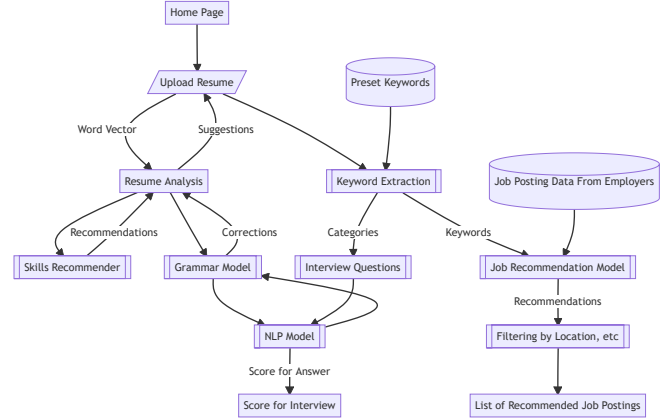 Home Page
Upload Resume
Preset Keywords
Word Vector
Suggestions
Resume Analysis
Keyword Extraction
Job Posting Data From Employers
Recommendations
Corrections
Categories
Keywords
Skills Recommender
Grammar Model
Interview Questions
Job Recommendation Model
Recommendations
NLP Model
Filtering by Location, etc
Score for Answer
Score for Interview
List of Recommended Job Postings